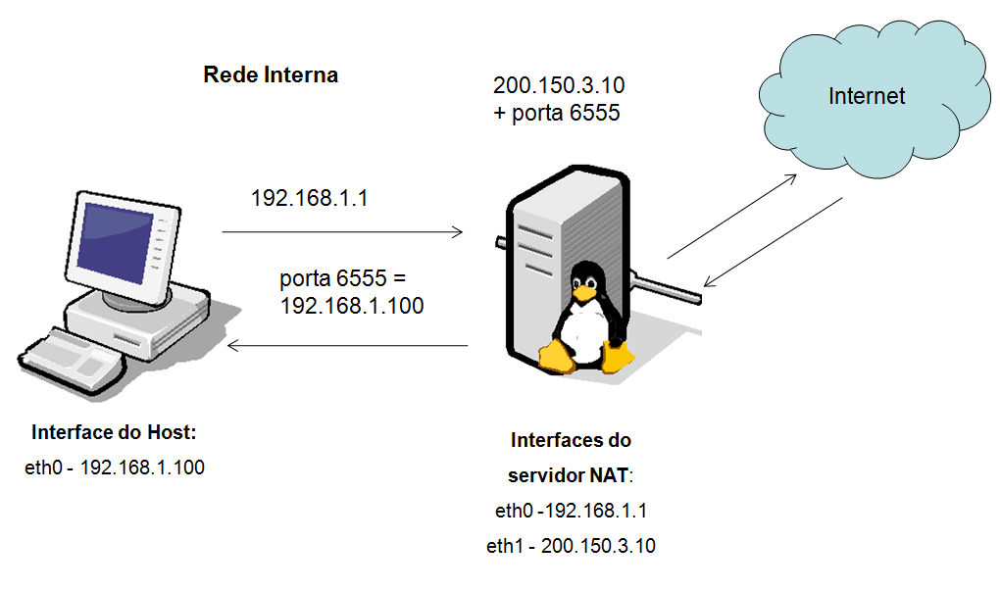 Rede Interna
200.150.3.10
+ porta 6555
Internet
192.168.1.1
porta 6555 =
192.168.1.100
Interface do Host:
eth0 - 192.168.1.100
Interfaces do
servidor NAT:
eth0 -192.168.1.1
eth1 - 200.150.3.10